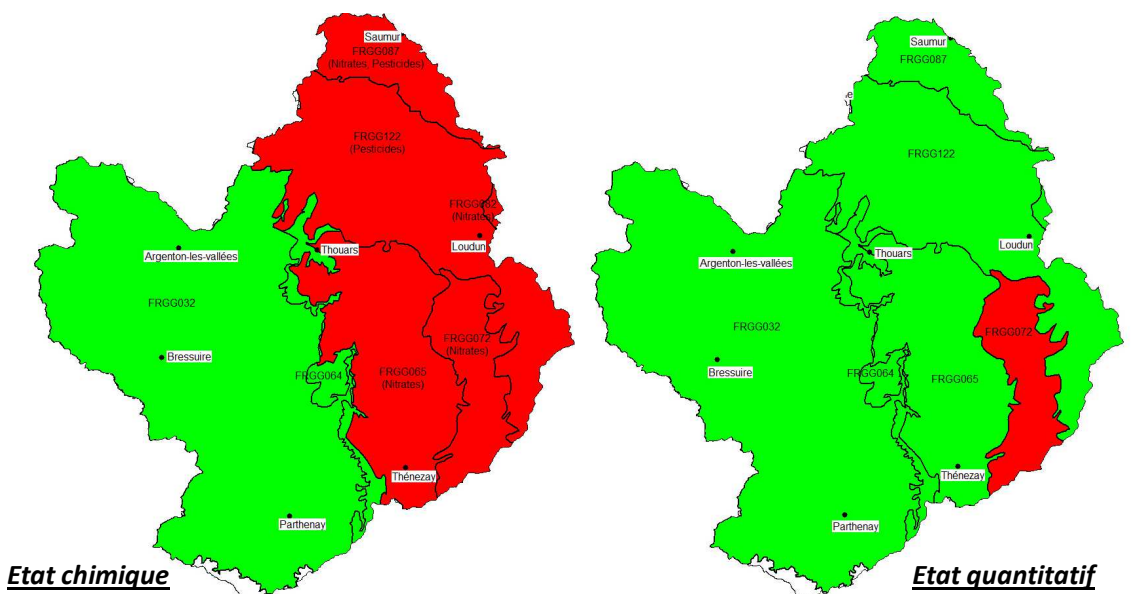 Saumur
FRGG087
(Nitrates, Pesticides)
FRGG122
(Pesticides)
FRGG082
(Nitrates)
Loudun
Thouars
Argenton-les-vallées
FRGG032
Bressuire
FRGG072
(Nitrates)
FRGG064
FRGG065
(Nitrates)
Thénezay
Parthenay
Etat chimique
Saumur
FRGG087
FRGG122
Loudun
Thouars
Argenton-les-vallées
FRGG032
Bressuire
FRGG072
FRGG064
FRGG065
Thénezay
Parthenay
Etat quantitatif